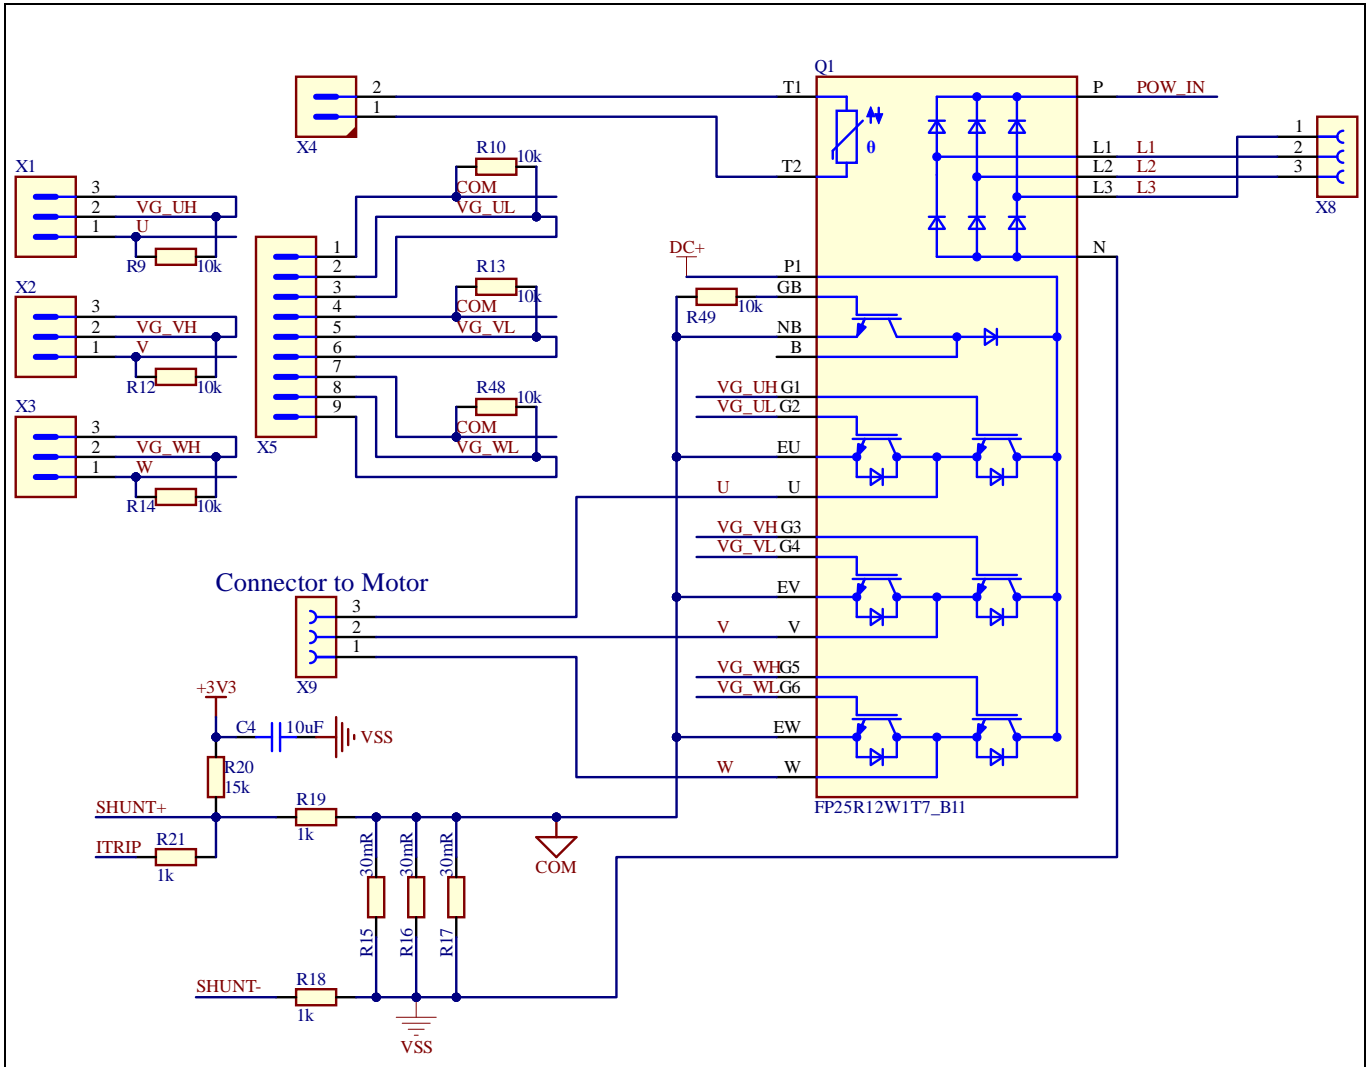 Q1
2
T1
P
POW_IN
1
X4
T2
θ
1
L1
L1
2
L2
L2
3
L3
L3
X8
N
X1
3
2
VG_UH
1
U
R9
10k
R10
10k
COM
VG_UL
X2
3
2
VG_VH
1
V
R12
10k
1
2
3
4
5
6
7
8
9
X5
R13
10k
COM
VG_VL
X3
3
2
VG_WH
1
W
R14
10k
R48
10k
COM
VG_WL
DC+
P1
GB
R49
10k
NB
B
VG_UH
G1
VG_UL
G2
EU
U
U
VG_VH
G3
VG_VL
G4
EV
V
V
VG_WH
G5
VG_WL
G6
EW
W
W
FP25R12W1T7_B11
Connector to Motor
3
2
1
X9
+3V3
C4
10uF
VSS
R20
15k
SHUNT+
R19
1k
ITRIP
R21
1k
30mR
30mR
30mR
COM
R15
R16
R17
SHUNT-
R18
1k
VSS